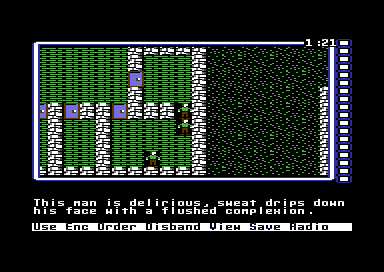 1:21
This man is delirious, sweat drips down
his face with a flushed complexion.
Use Enc Order Disband View Save Radio